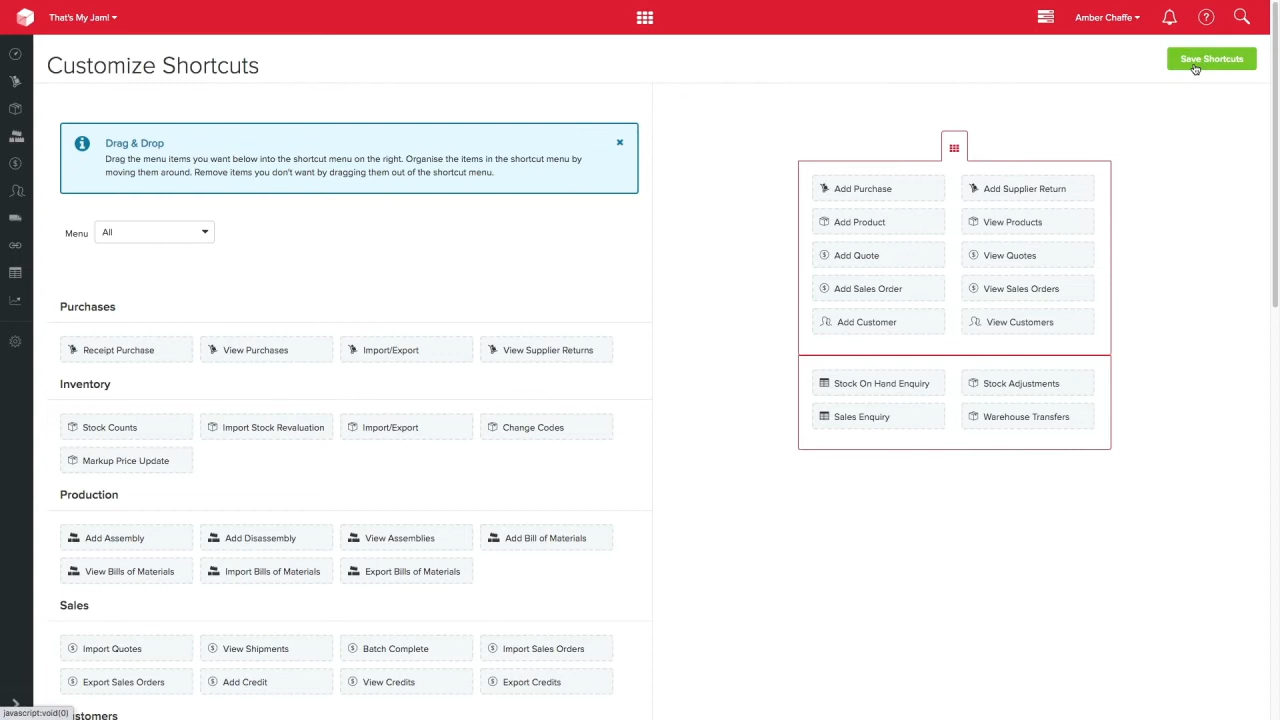 That's My Jam!
Amber Chaffe
?
Customize Shortcuts
Save Shortcuts
Drag & Drop
Drag the menu items you want below into the shortcut menu on the right. Organise the items in the shortcut menu by
moving them around. Remove items you don't want by dragging them out of the shortcut menu.
Menu All
Purchases
Receipt Purchase View Purchases Import/Export View Supplier Returns
Inventory
Stock Counts Import Stock Revaluation Import/Export Change Codes
Markup Price Update
Production
Add Assembly Add Disassembly View Assemblies Add Bill of Materials
View Bills of Materials Import Bills of Materials Export Bills of Materials
Sales
Import Quotes View Shipments Batch Complete Import Sales Orders
Export Sales Orders Add Credit View Credits Export Credits
javascript:void(0)
Add Purchase Add Supplier Return
Add Product View Products
Add Quote View Quotes
Add Sales Order View Sales Orders
Add Customer View Customers
Stock On Hand Enquiry Stock Adjustments
Sales Enquiry Warehouse Transfers